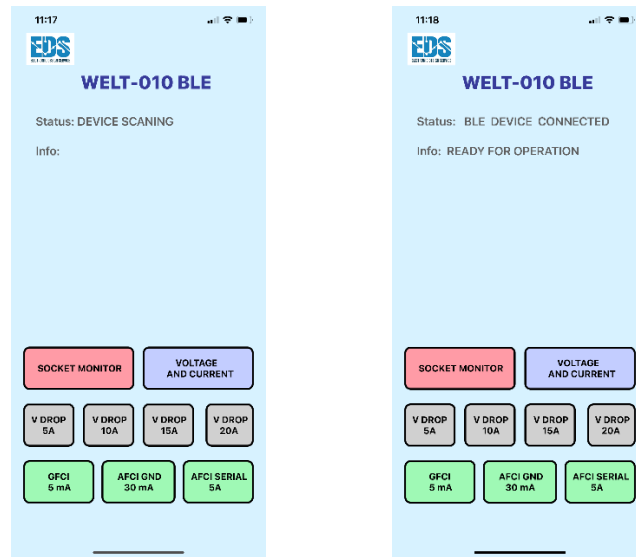 11:17
EDS
WELT-010 BLE
Status: DEVICE SCANING
Info:
SOCKET MONITOR
VOLTAGE
AND CURRENT
V DROP
5A
V DROP
10A
V DROP
15A
V DROP
20A
GFCI
5 mA
AFCI GND
30 mA
AFCI SERIAL
5A
11:18
EDS
WELT-010 BLE
Status: BLE DEVICE CONNECTED
Info: READY FOR OPERATION
SOCKET MONITOR
VOLTAGE
AND CURRENT
V DROP
5A
V DROP
10A
V DROP
15A
V DROP
20A
GFCI
5 mA
AFCI GND
30 mA
AFCI SERIAL
5A